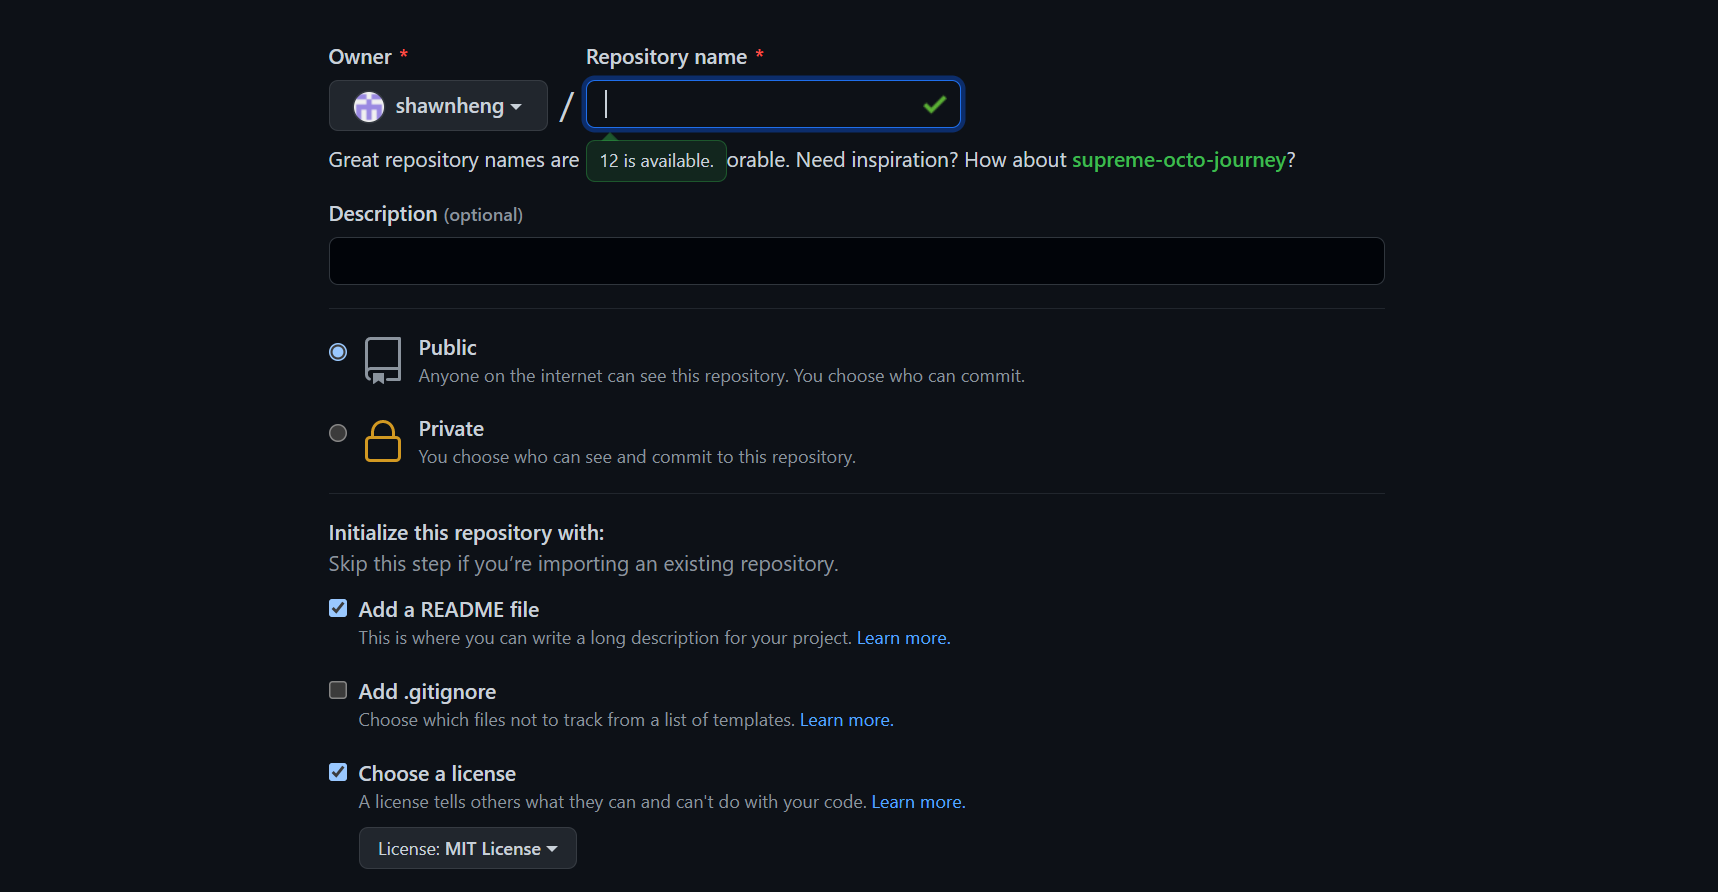 Owner * Repository name *
shawnheng / 
12 is available.
Great repository names are orable. Need inspiration? How about supreme-octo-journey?
Description (optional)
Public
Anyone on the internet can see this repository. You choose who can commit.
Private
You choose who can see and commit to this repository.
Initialize this repository with:
Skip this step if you’re importing an existing repository.
Add a README file
This is where you can write a long description for your project. Learn more.
Add .gitignore
Choose which files not to track from a list of templates. Learn more.
Choose a license
A license tells others what they can and can't do with your code. Learn more.
License: MIT License